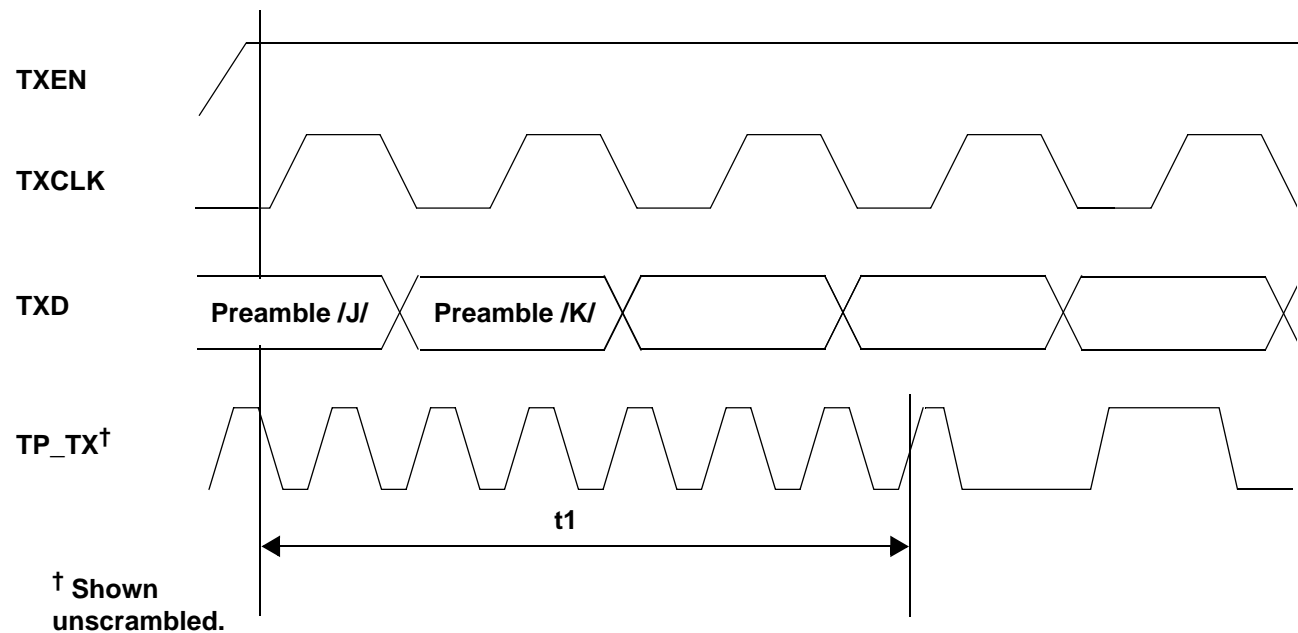 TXEN
TXCLK
TXD
Preamble /J/
Preamble /K/
TP_TX†
t1
† Shown
unscrambled.